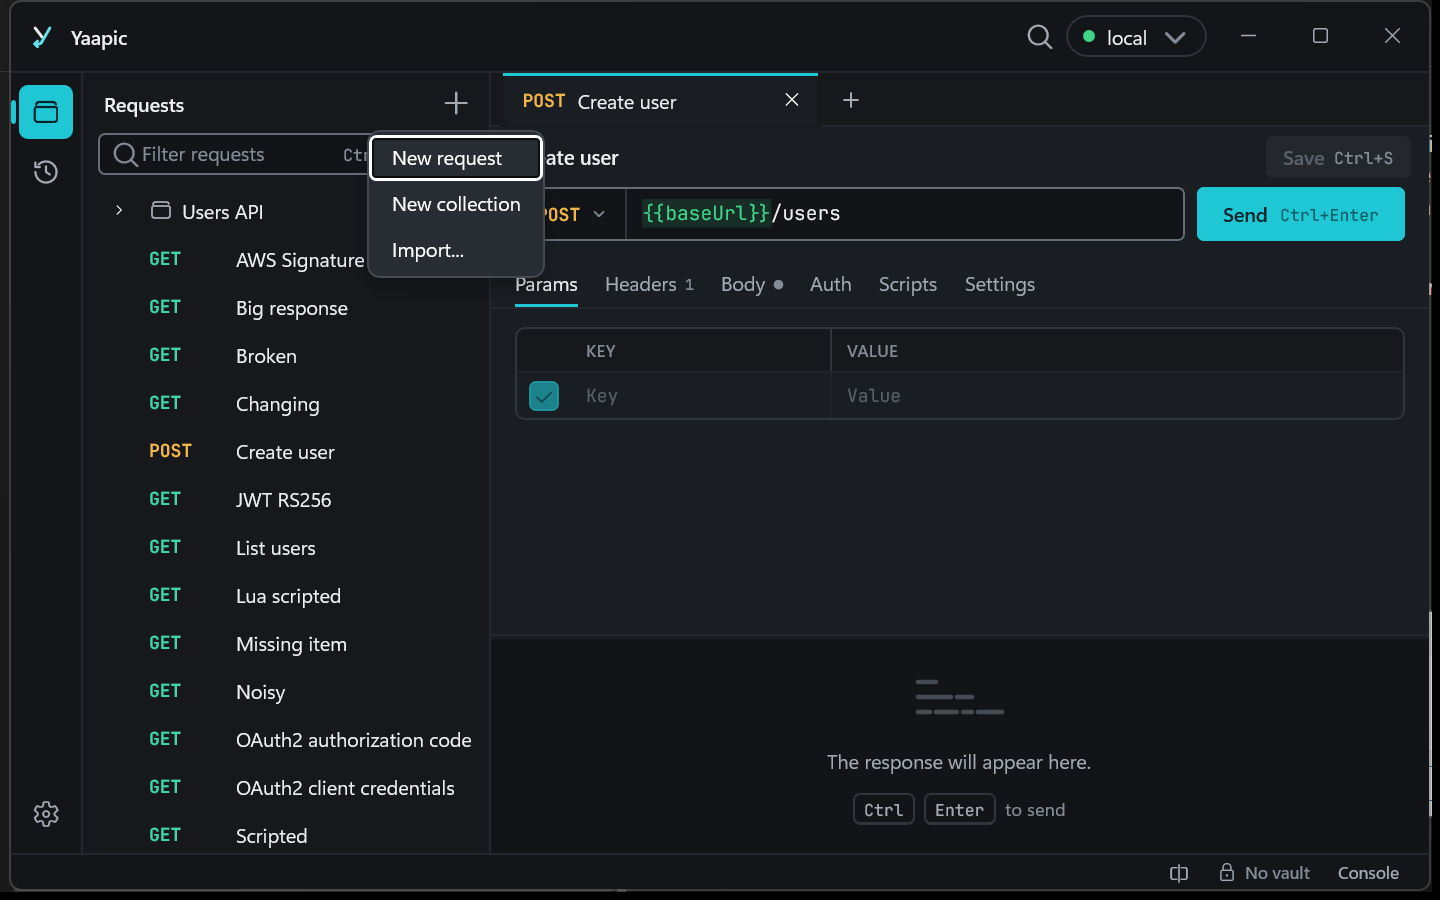 Yaapic
local
Requests
POST Create user
Filter requests
New request
New collection
Import...
ate user
Save Ctrl+S
POST
{{baseUrl}}/users
Send Ctrl+Enter
Users API
GET AWS Signature
GET Big response
GET Broken
GET Changing
POST Create user
GET JWT RS256
GET List users
GET Lua scripted
GET Missing item
GET Noisy
GET OAuth2 authorization code
GET OAuth2 client credentials
GET Scripted
Params Headers 1 Body Auth Scripts Settings
KEY VALUE
Key Value
The response will appear here.
Ctrl Enter to send
No vault Console